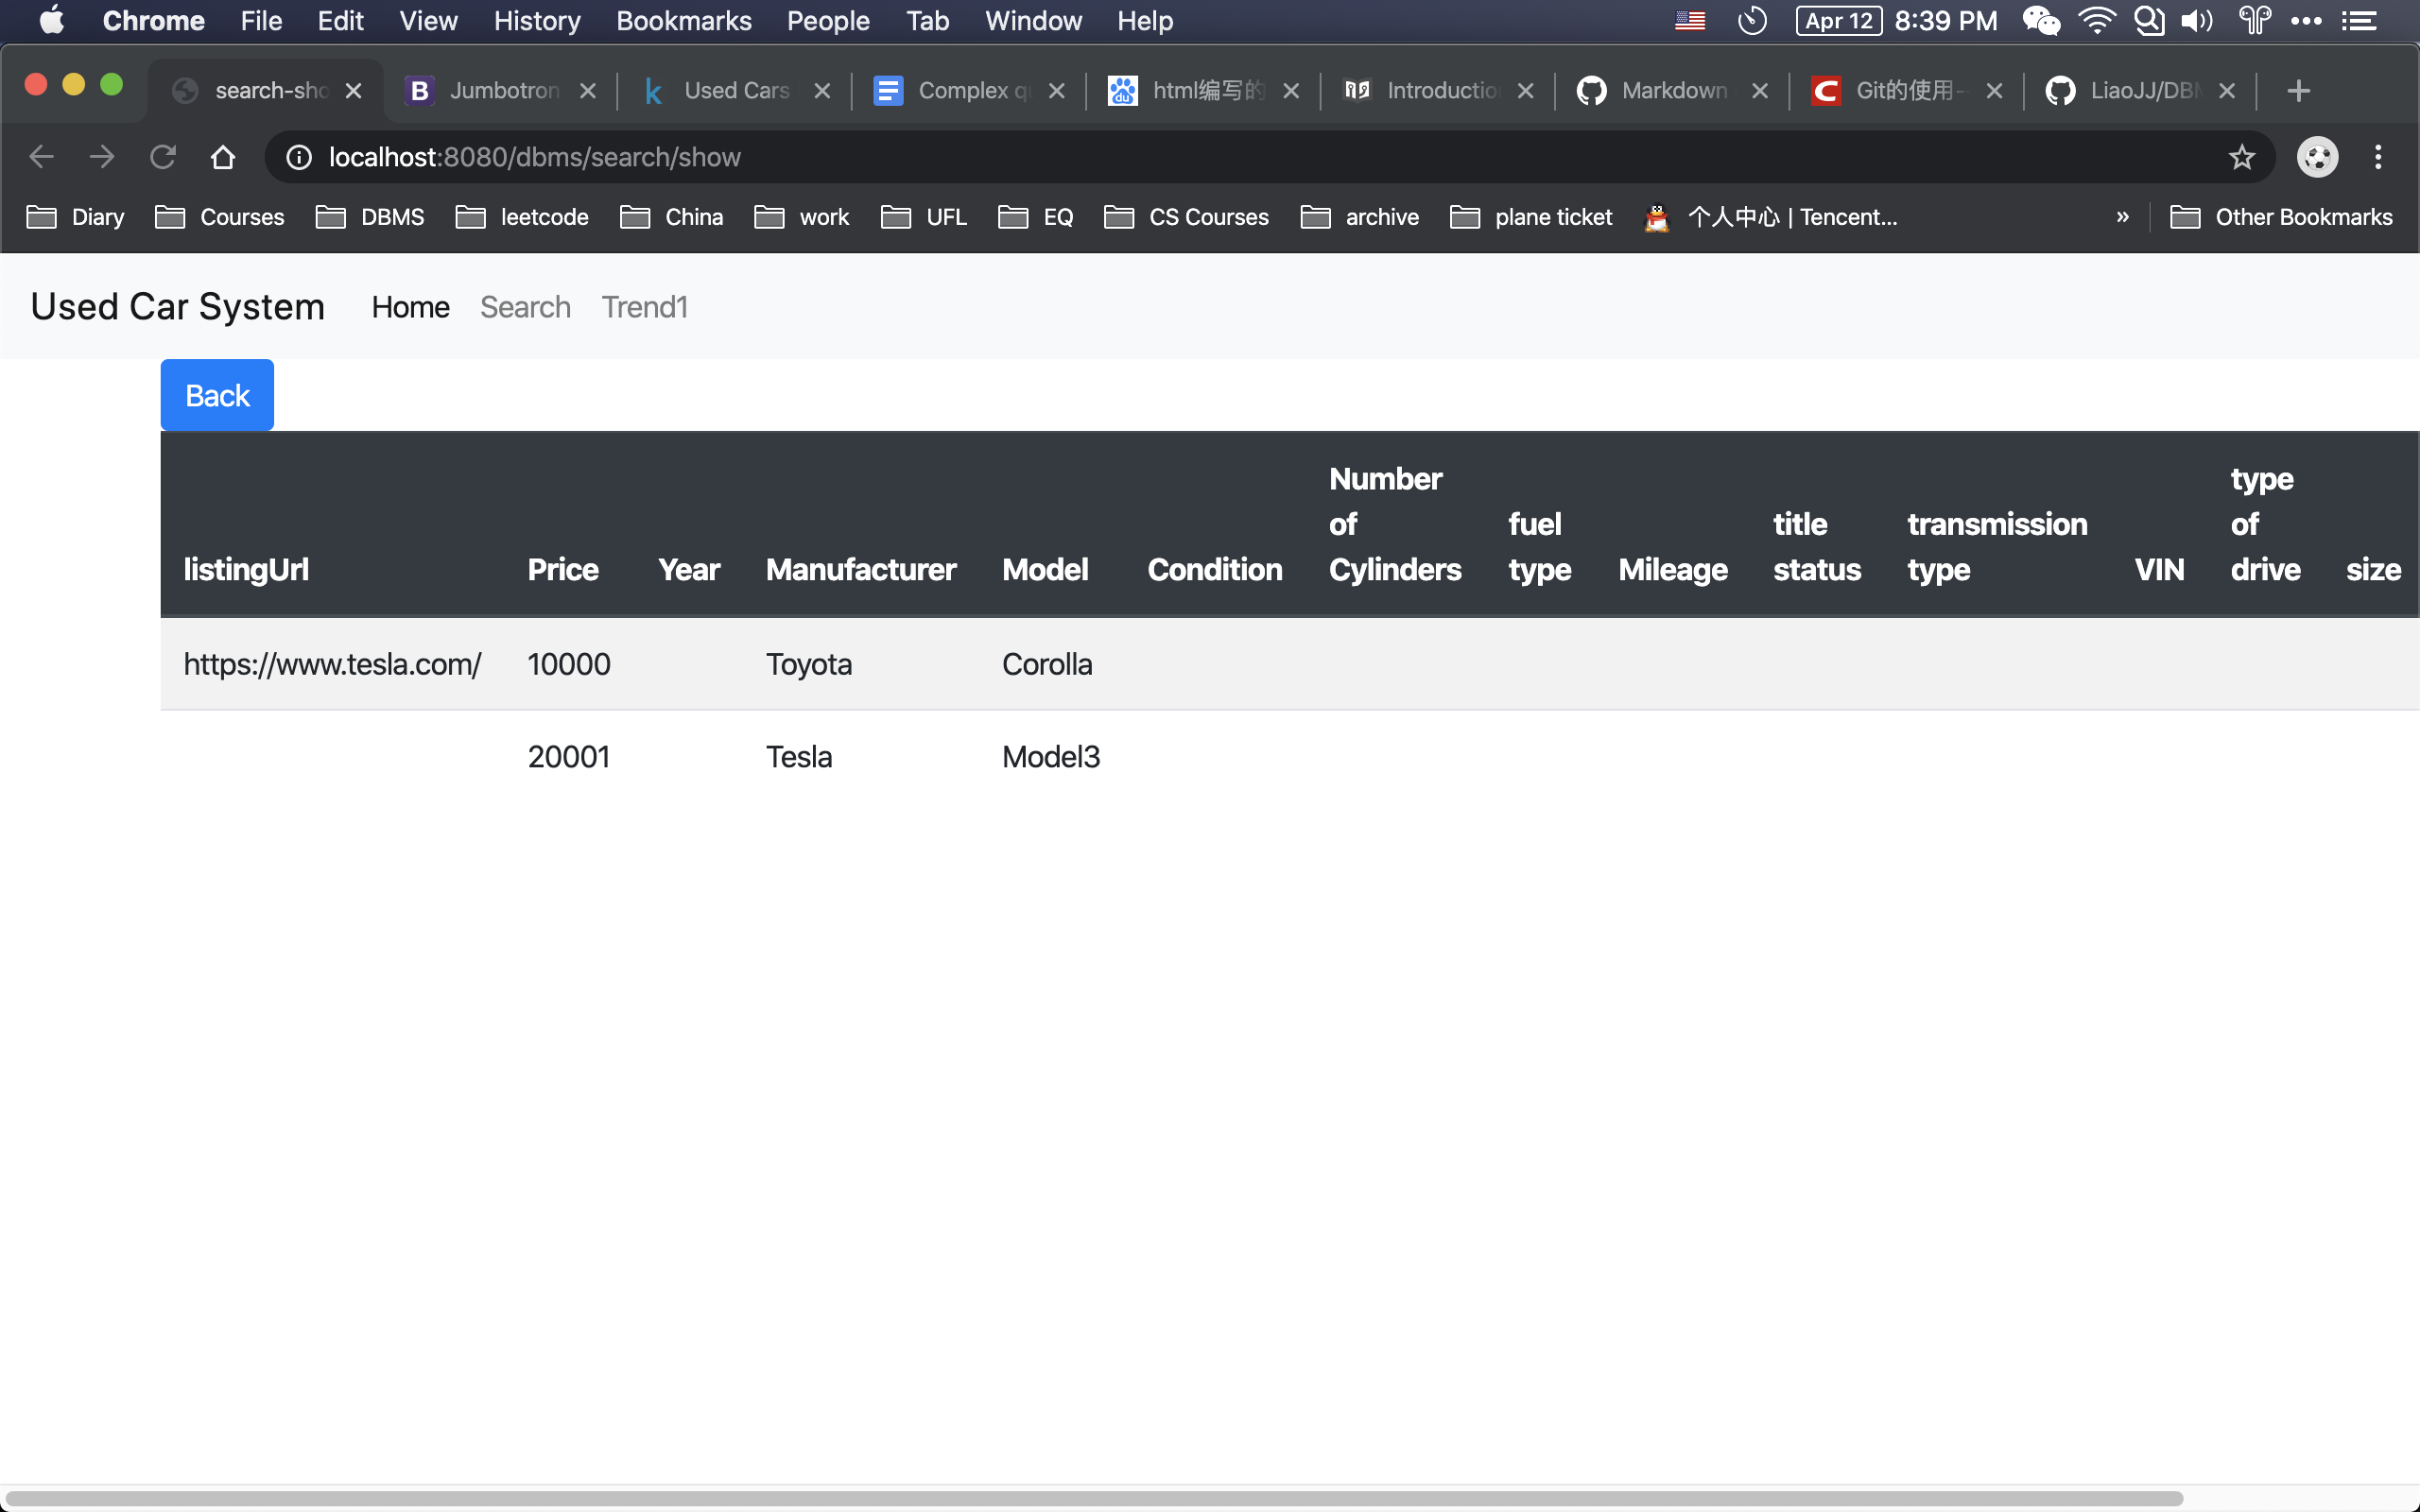 Chrome File Edit View History Bookmarks People Tab Window Help Apr 12 8:39 PM
search-sho Jumbotron Used Cars Complex q html编写的 Introductio Markdown Git的使用-- LiaoJJ/DB
localhost:8080/dbms/search/show
Diary Courses DBMS leetcode China work UFL EQ CS Courses archive plane ticket 个人中心 | Tencent... » Other Bookmarks
Used Car System Home Search Trend1
Back
listingUrl Price Year Manufacturer Model Condition Number of Cylinders fuel type Mileage title status transmission type VIN type of drive size
https://www.tesla.com/ 10000 Toyota Corolla
20001 Tesla Model3